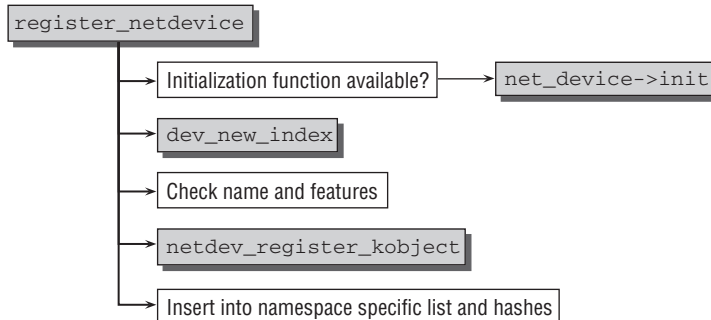 register_netdevice
Initialization function available?
net_device->init
dev_new_index
Check name and features
netdev_register_kobject
Insert into namespace specific list and hashes